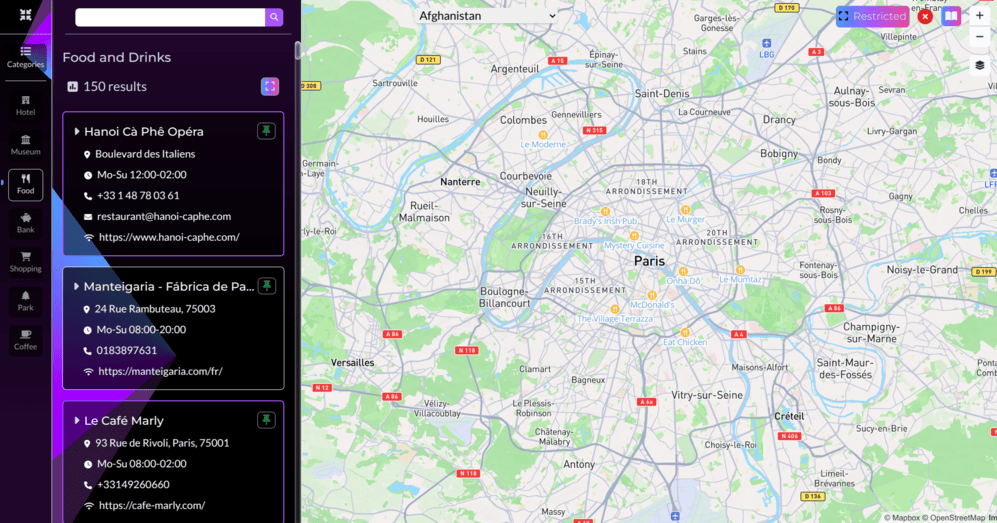 Categories
Hotel
Museum
Food
Bank
Shopping
Park
Coffee
Food and Drinks
150 results
Hanoi Cà Phê Opéra
Boulevard des Italiens
Mo-Su 12:00-02:00
+33 1 48 78 03 61
restaurant@hanoi-caphe.com
https://www.hanoi-caphe.com/
Manteigaria - Fábrica de Pa...
24 Rue Rambuteau, 75003
Mo-Su 08:00-20:00
0183897631
https://manteigaria.com/fr/
Le Café Marly
93 Rue de Rivoli, Paris, 75001
Mo-Su 08:00-02:00
+33149260660
https://cafe-marly.com/
Afghanistan
Restricted
D 170
Garges-lès-
Gonesse
Villepinte
LBG
A 3
Stains
Épinay-
sur-Seine
D 121
A 15
Argenteuil
Sartrouville
D 308
Saint-Denis
Aulnay-
sous-Bois
Sevran
Houilles
Colombes
Gennevilliers
La Courneuve
Drancy
Livry-Gargan
N 315
Le Moderne
Bobigny
Bondy
Germain-
-Laye
Nanterre
Courbevoie
Neuilly-
sur-Seine
18TH
ARRONDISSEMENT
A 103
Gagny
Chelles
Rueil-
Malmaison
Rosny-
sous-Bois
Brady's Irish Pub
Le Murger
16TH
ARRONDISSEMENT
Mystery Cuisine
20TH
ARRONDISSEMENT
Paris
Fontenay-
sous-Bois
Noisy-le-Grand
D 199
15TH
ARRONDISSEMENT
Onha Dô
Le Mumtaz
Boulogne-
Billancourt
McDonald's
The Village Terrazza
A 86
Eat Chicken
A 86
A 4
Champigny-
sur-Marne
N 118
Versailles
Maisons-Alfort
Saint-Maur-
des-Fossés
Clamart
Bagneux
N 12
A 86
Vitry-sur-Seine
Vélizy-
Villacoublay
Le Plessis-
Robinson
A 6a
Créteil
Sucy-en-Brie
Châtenay-
Malabry
N 406
Choisy-le-Roi
Antony
N 118
Limeil-
Brévannes
D 136
Massy
© Mapbox © OpenStreetMap